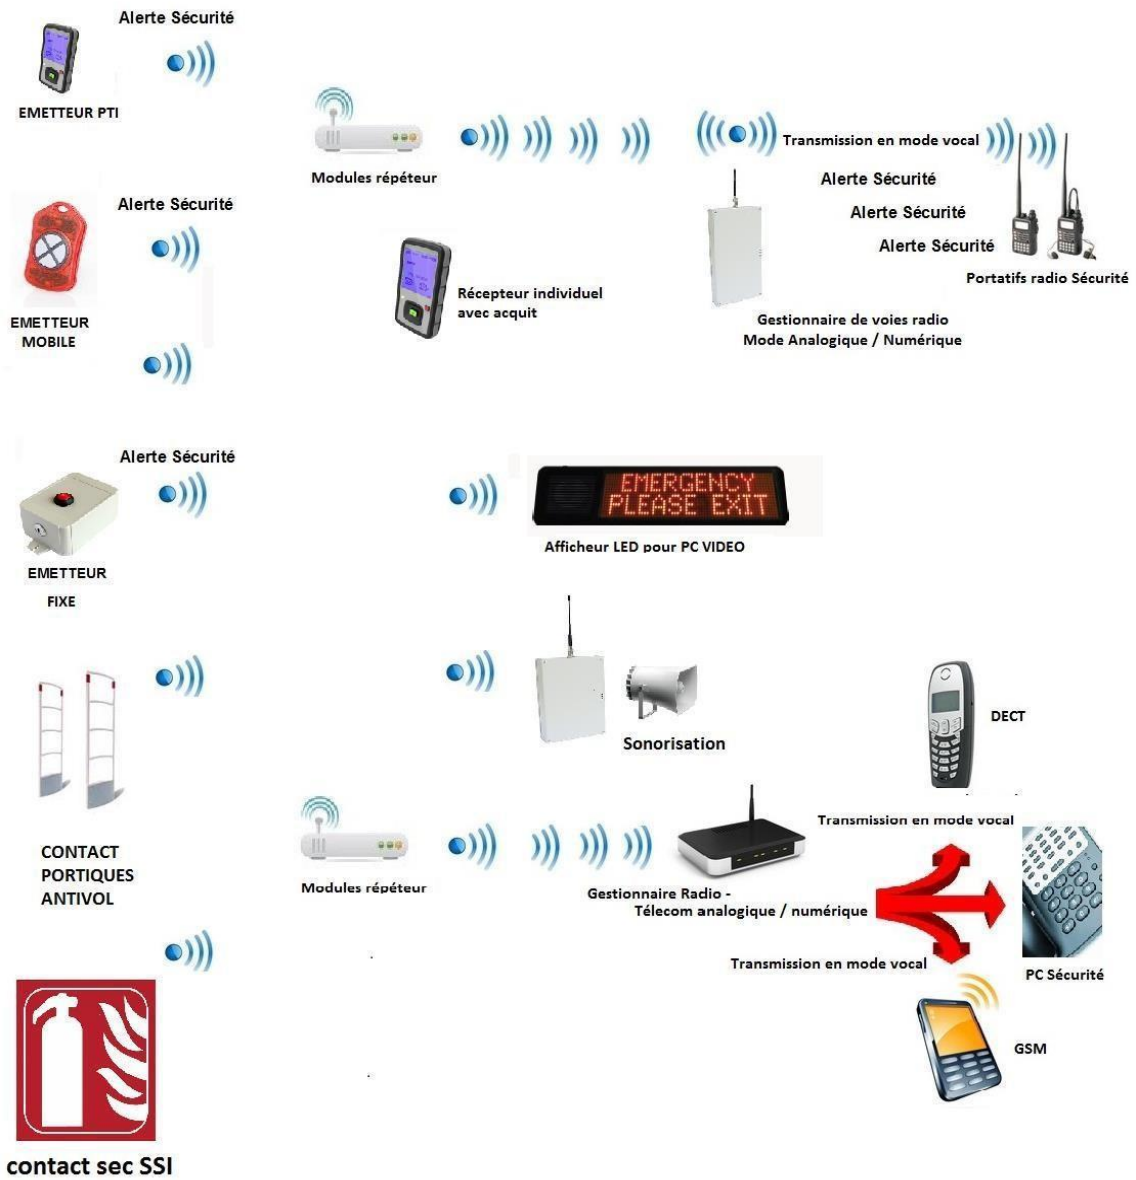 Alerte Sécurité
EMETTEUR PTI
Modules répéteur
Transmission en mode vocal
Alerte Sécurité
Alerte Sécurité
Alerte Sécurité
Portatifs radio Sécurité
Alerte Sécurité
EMETTEUR
MOBILE
Récepteur individuel
avec acquit
Gestionnaire de voies radio
Mode Analogique / Numérique
Alerte Sécurité
EMETTEUR
FIXE
EMERGENCY
PLEASE EXIT
Afficheur LED pour PC VIDEO
Sonorisation
DECT
CONTACT
PORTIQUES
ANTIVOL
Modules répéteur
Gestionnaire Radio -
Télecom analogique / numérique
Transmission en mode vocal
Transmission en mode vocal
PC Sécurité
GSM
contact sec SSI